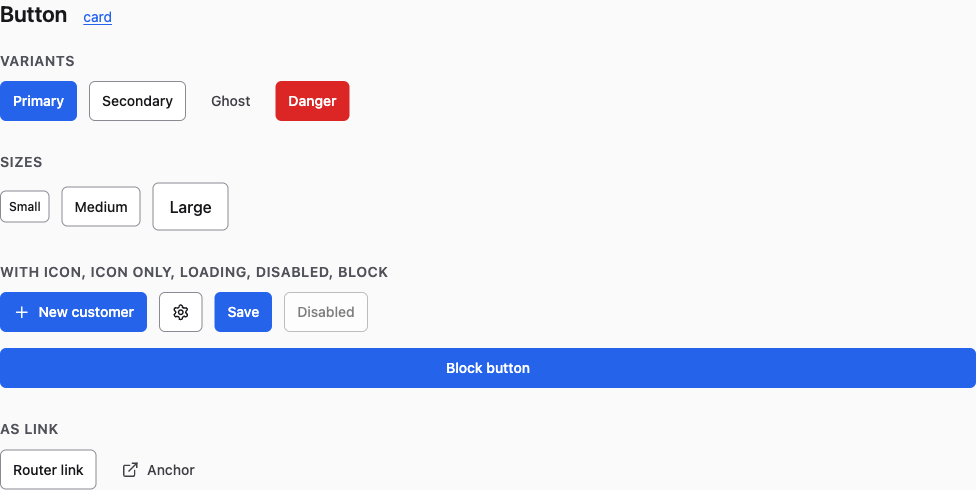 Button card
VARIANTS
Primary Secondary Ghost Danger
SIZES
Small Medium Large
WITH ICON, ICON ONLY, LOADING, DISABLED, BLOCK
New customer Save Disabled
Block button
AS LINK
Router link Anchor